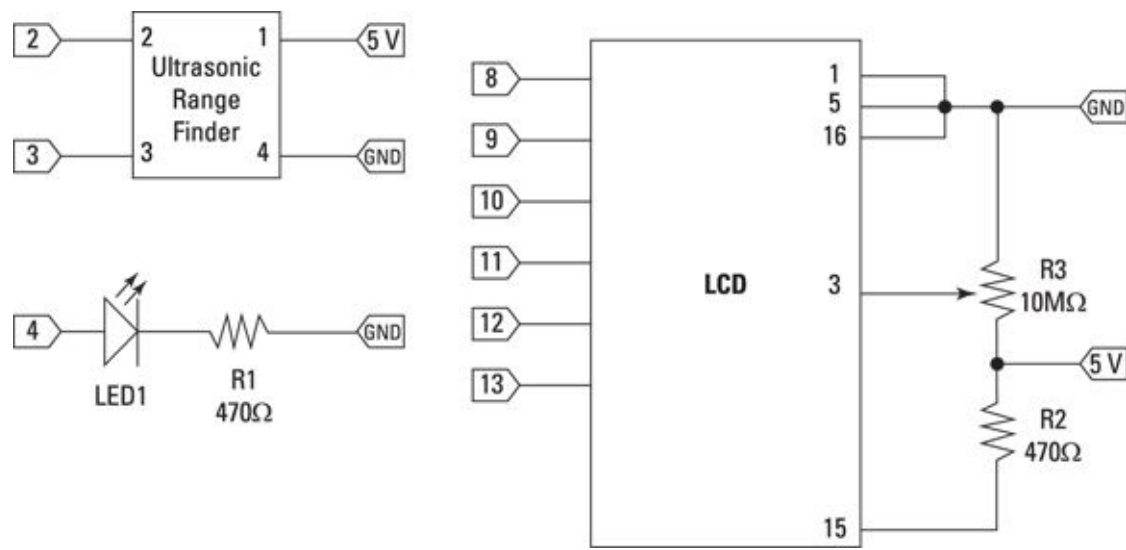 2
2
1
5 V
Ultrasonic
Range
Finder
3
3
4
GND
4
LED1
R1
470Ω
GND
8
9
10
11
12
13
LCD
1
5
16
GND
3
R3
10MΩ
5 V
R2
470Ω
15